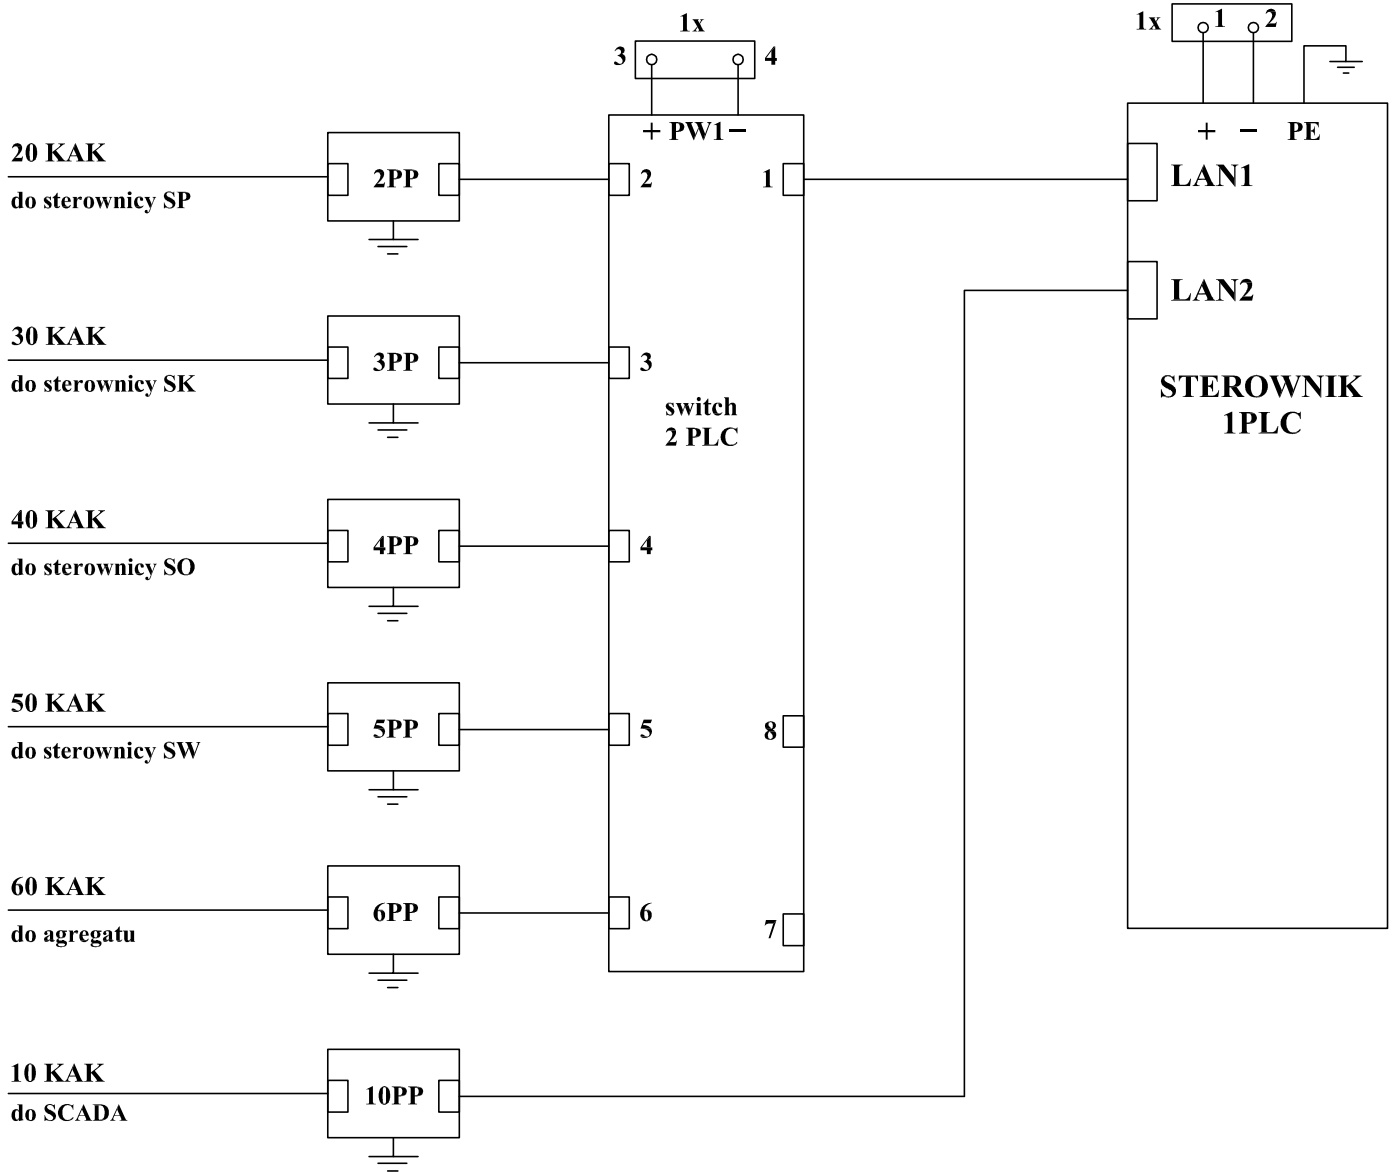 1x
3
4
1x
1
2
+ PW1 −
+ − PE
20 KAK
do sterownicy SP
2PP
2
1
LAN1
LAN2
30 KAK
do sterownicy SK
3PP
3
switch
2 PLC
STEROWNIK
1PLC
40 KAK
do sterownicy SO
4PP
4
50 KAK
do sterownicy SW
5PP
5
8
60 KAK
do agregatu
6PP
6
7
10 KAK
do SCADA
10PP